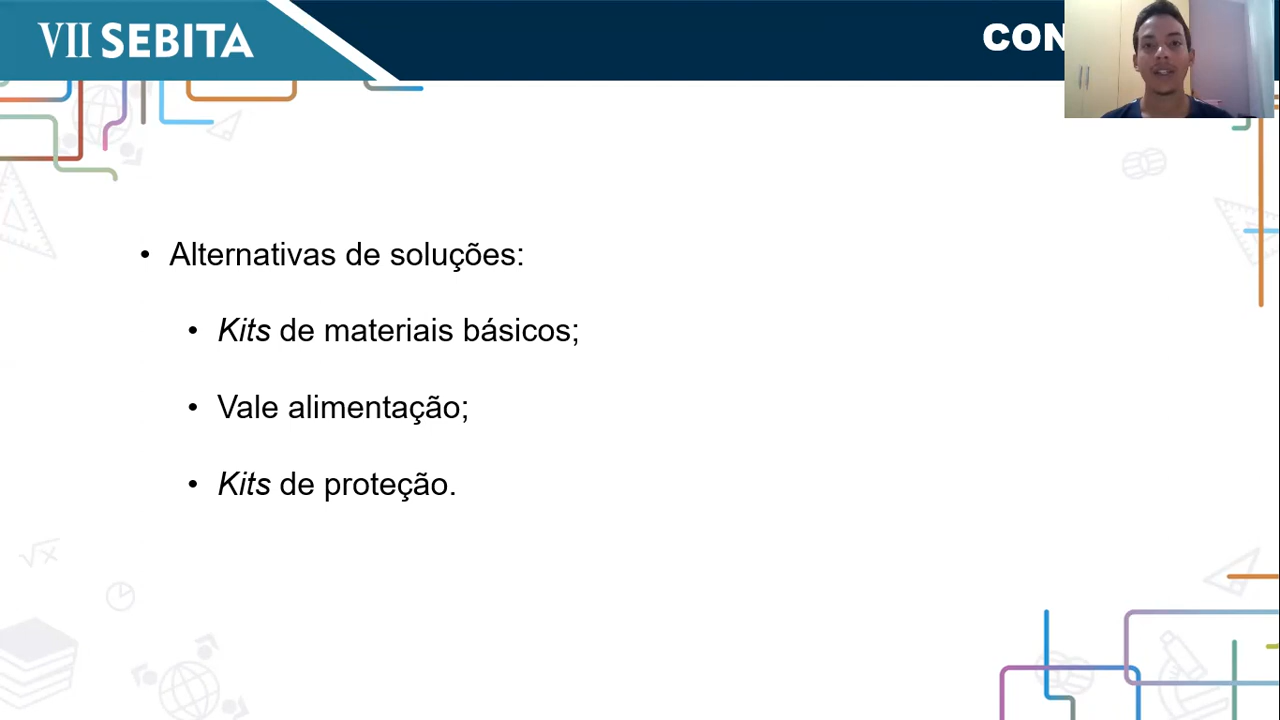 VII SEBITA
CON
• Alternativas de soluções:
• Kits de materiais básicos;
• Vale alimentação;
• Kits de proteção.